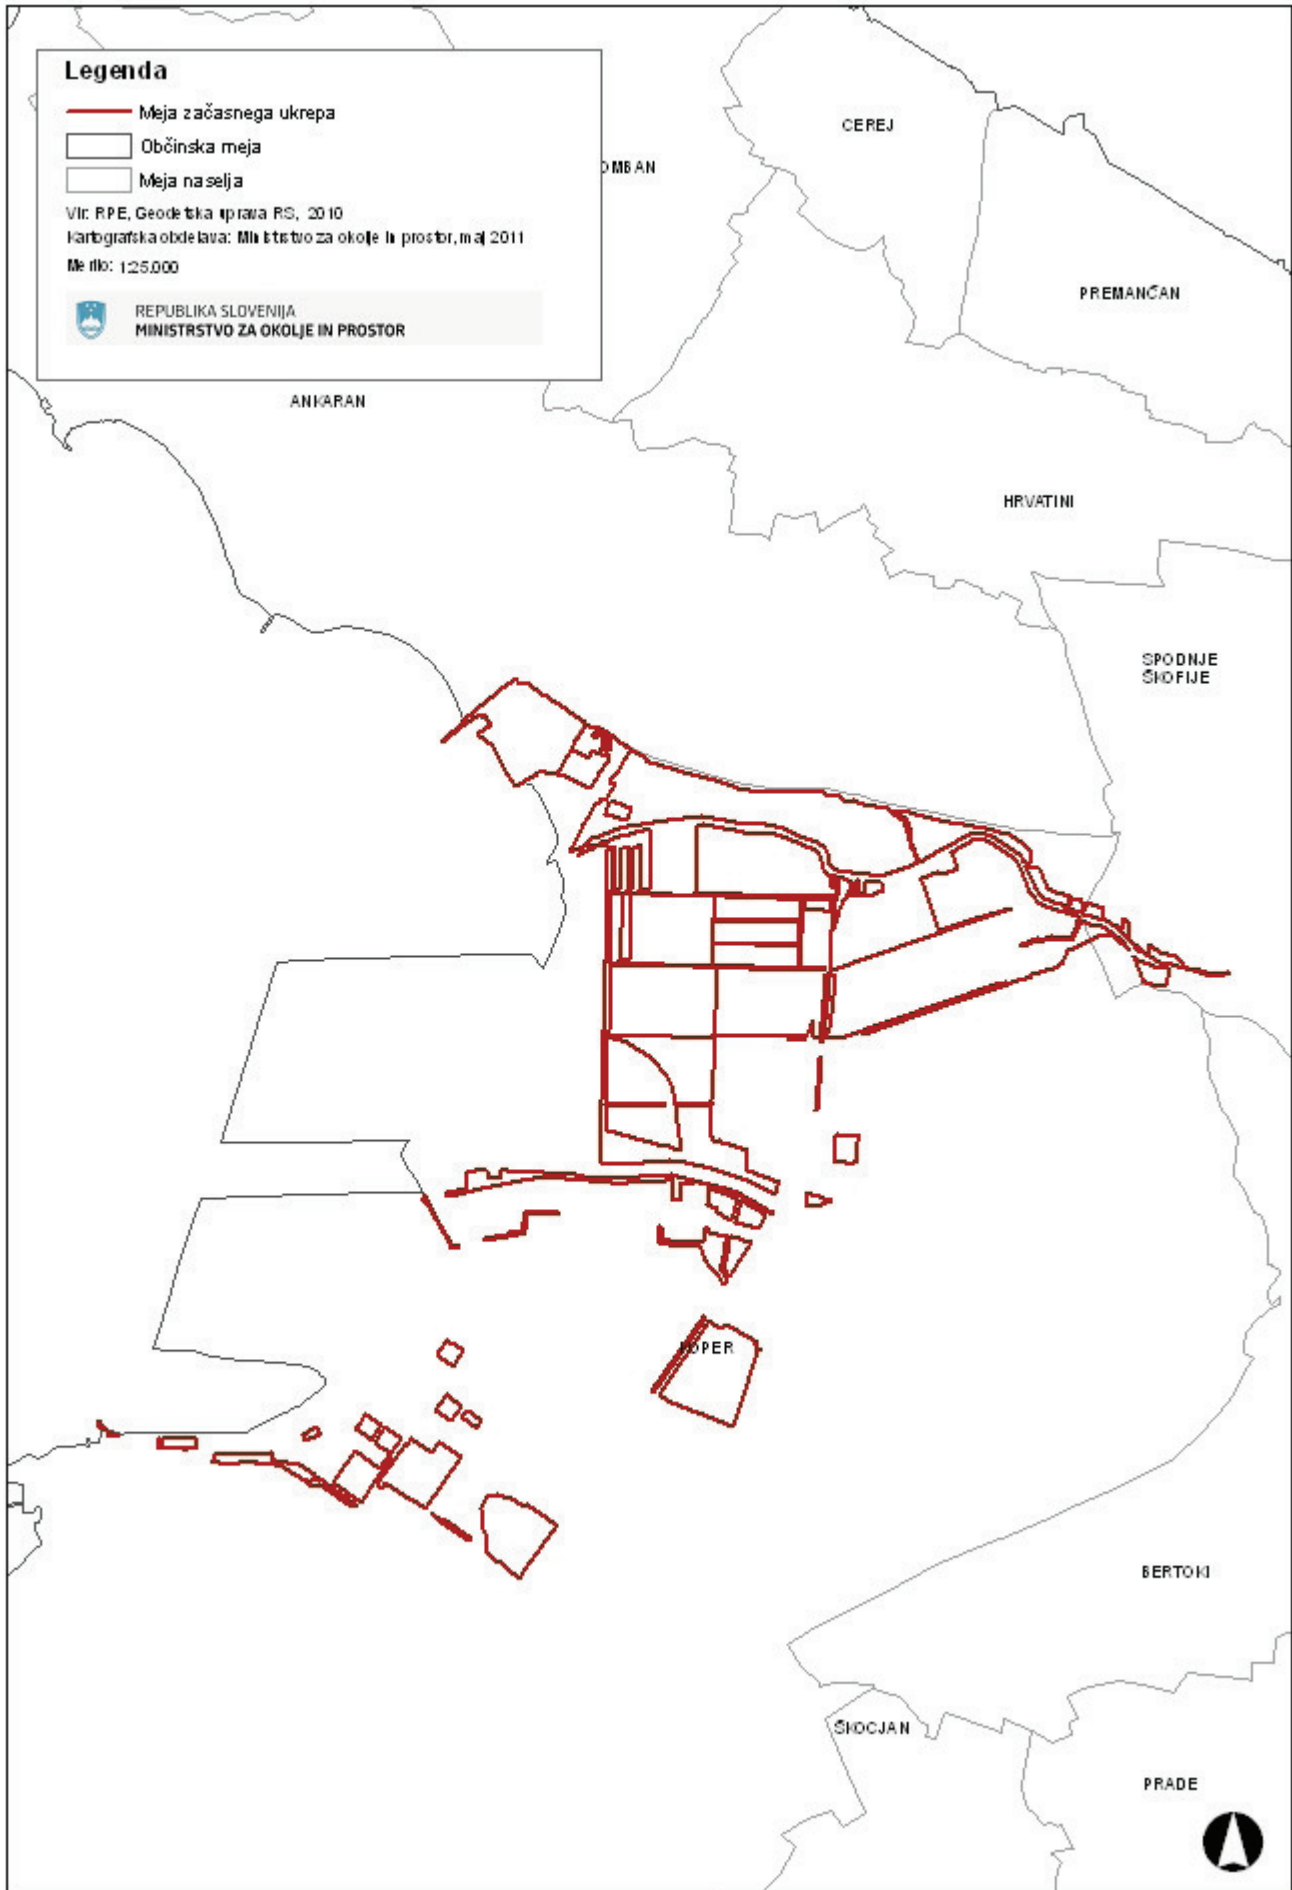 Legenda
Meja začasnega ukrepa
Občinska meja
Meja naselja
Vir: RPE, Geodetska uprava RS, 2010
Kartografska obdelava: Ministrstvo za okolje in prostor, maj 2011
Merilo: 1:25.000
REPUBLIKA SLOVENIJA
MINISTRSTVO ZA OKOLJE IN PROSTOR
CEREJ
OMBAN
PREMANČAN
ANKARAN
HRVATINI
SPODNJE
ŠKOFIJE
KOPER
BERTOKI
ŠKOCJAN
PRADE